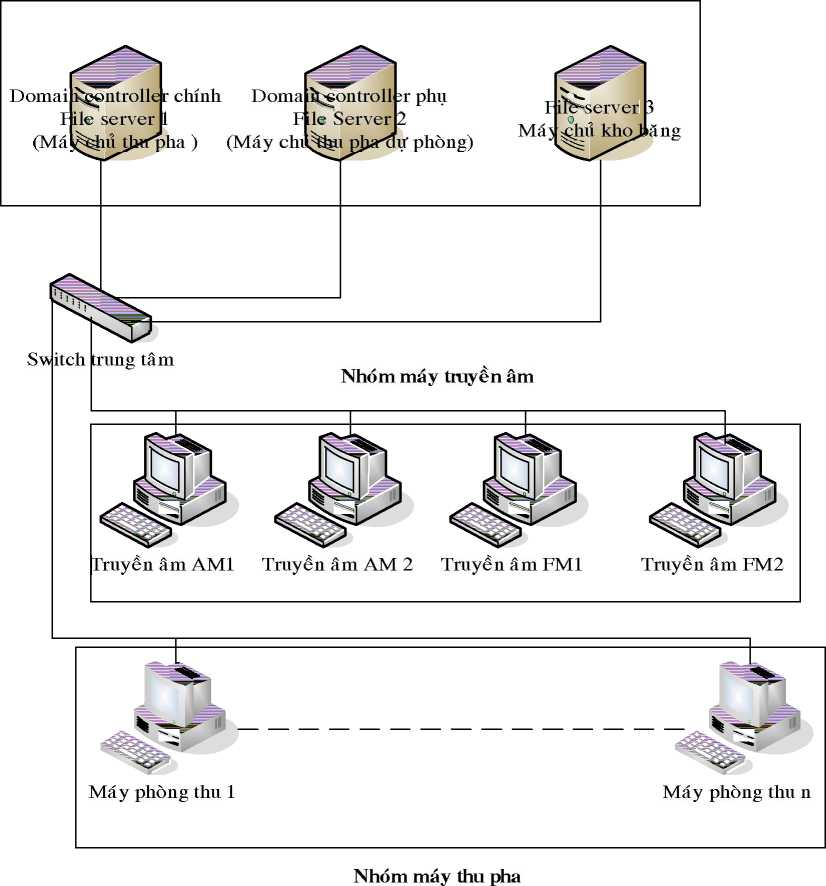 Domain controller chính
File server 1
(Máy chủ thu pha )
Domain controller phụ
File Server 2
(Máy chủ thu pha dự phòng)
File server 3
Máy chủ kho băng
Switch trung tâm
Nhóm máy truyền âm
Truyền âm AM1
Truyền âm AM 2
Truyền âm FM1
Truyền âm FM2
Máy phòng thu 1
Máy phòng thu n
Nhóm máy thu pha